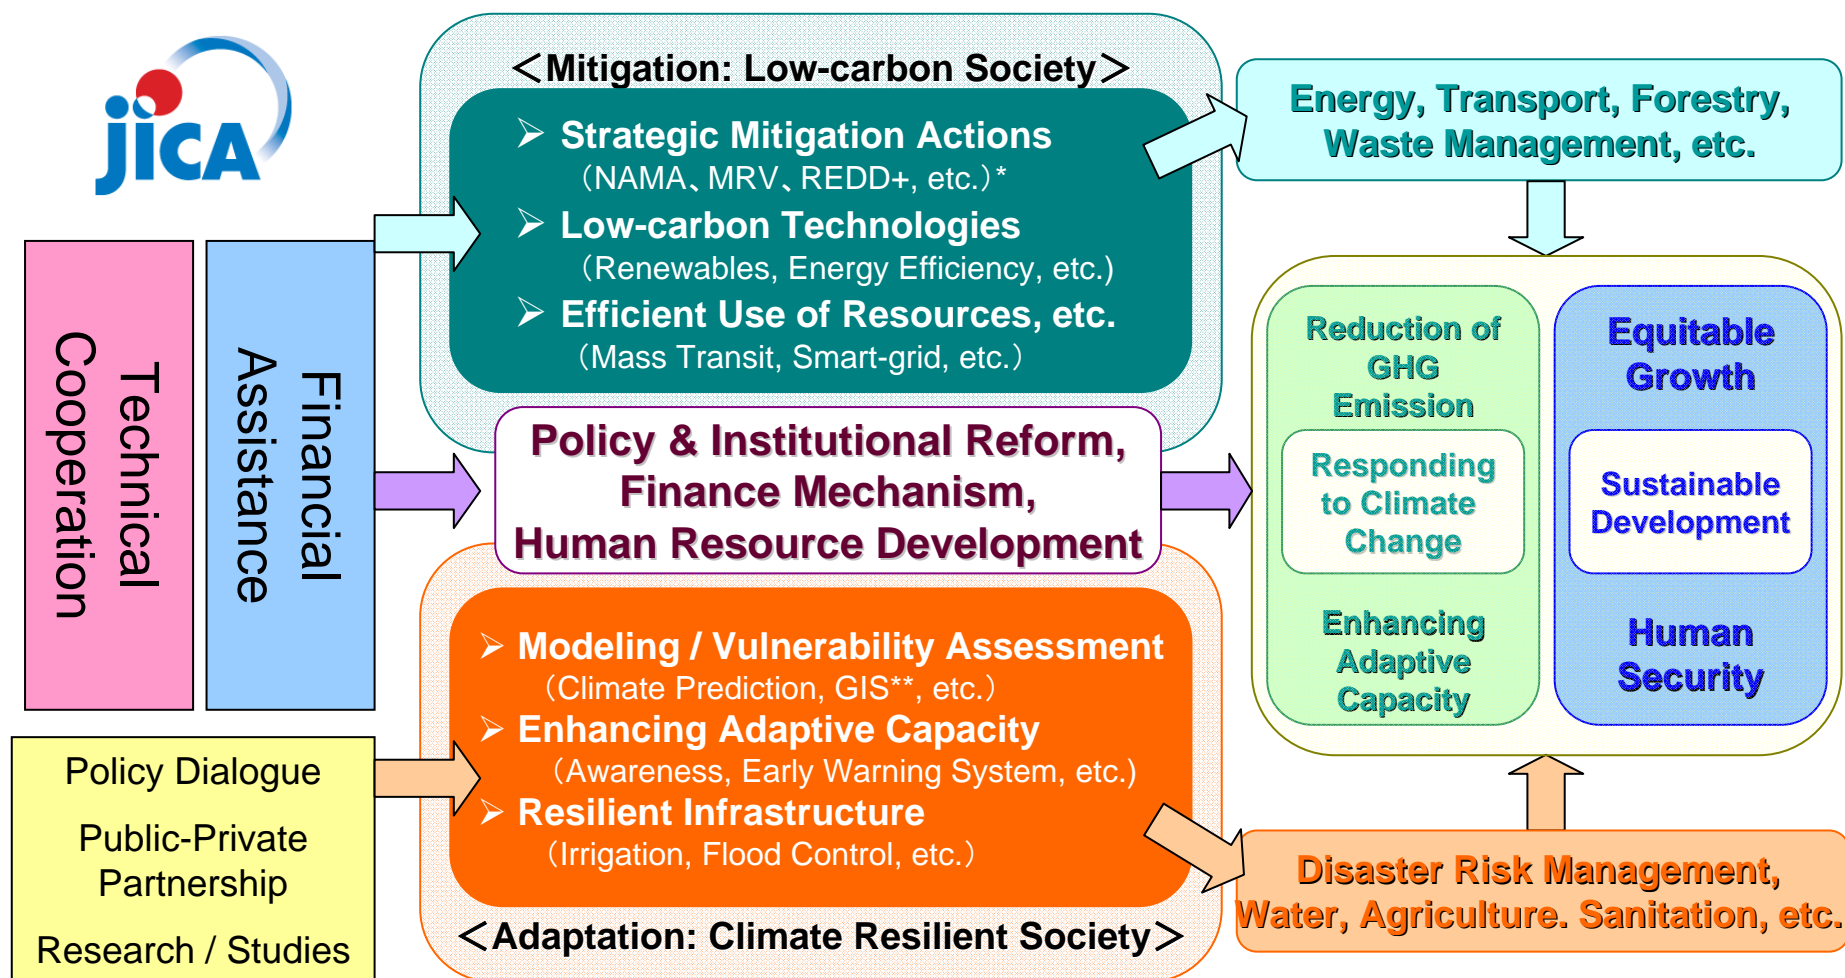 jICA
Technical
Cooperation
Financial
Assistance
Policy Dialogue
Public-Private
Partnership
Research / Studies
＜Mitigation: Low-carbon Society＞
➢ Strategic Mitigation Actions
（NAMA、MRV、REDD+, etc.）*
➢ Low-carbon Technologies
（Renewables, Energy Efficiency, etc.)
➢ Efficient Use of Resources, etc.
（Mass Transit, Smart-grid, etc.）
Policy & Institutional Reform,
Finance Mechanism,
Human Resource Development
➢ Modeling / Vulnerability Assessment
（Climate Prediction, GIS**, etc.）
➢ Enhancing Adaptive Capacity
（Awareness, Early Warning System, etc.)
➢ Resilient Infrastructure
（Irrigation, Flood Control, etc.）
＜Adaptation: Climate Resilient Society＞
Energy, Transport, Forestry,
Waste Management, etc.
Reduction of
GHG
Emission
Responding
to Climate
Change
Enhancing
Adaptive
Capacity
Equitable
Growth
Sustainable
Development
Human
Security
Disaster Risk Management,
Water, Agriculture. Sanitation, etc.